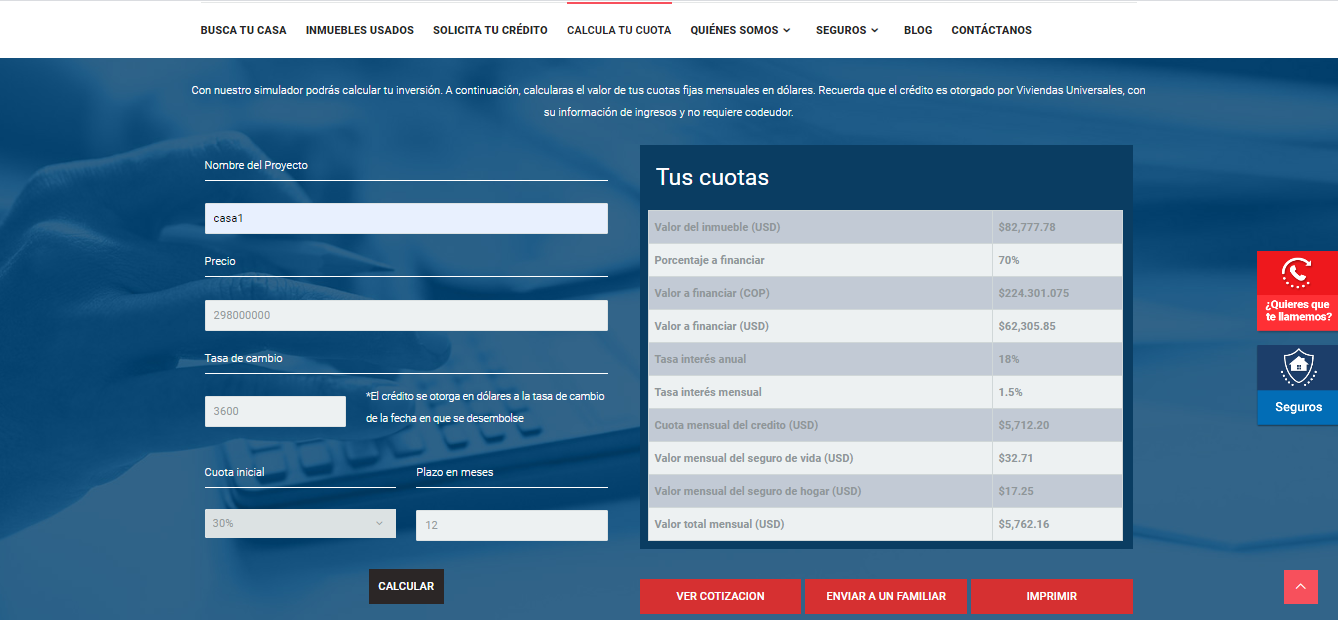 BUSCA TU CASA INMUEBLES USADOS SOLICITA TU CRÉDITO CALCULA TU CUOTA QUIÉNES SOMOS SEGUROS BLOG CONTÁCTANOS
Con nuestro simulador podrás calcular tu inversión. A continuación, calcularas el valor de tus cuotas fijas mensuales en dólares. Recuerda que el crédito es otorgado por Viviendas Universales, con
su información de ingresos y no requiere codeudor.
Nombre del Proyecto
casa1
Precio
298000000
Tasa de cambio
3600
*El crédito se otorga en dólares a la tasa de cambio
de la fecha en que se desembolse
Cuota inicial
30%
Plazo en meses
12
CALCULAR
Tus cuotas
Valor del inmueble (USD) $82,777.78
Porcentaje a financiar 70%
Valor a financiar (COP) $224.301.075
Valor a financiar (USD) $62,305.85
Tasa interés anual 18%
Tasa interés mensual 1.5%
Cuota mensual del credito (USD) $5,712.20
Valor mensual del seguro de vida (USD) $32.71
Valor mensual del seguro de hogar (USD) $17.25
Valor total mensual (USD) $5,762.16
VER COTIZACION ENVIAR A UN FAMILIAR IMPRIMIR
¿Quieres que
te llamemos?
Seguros